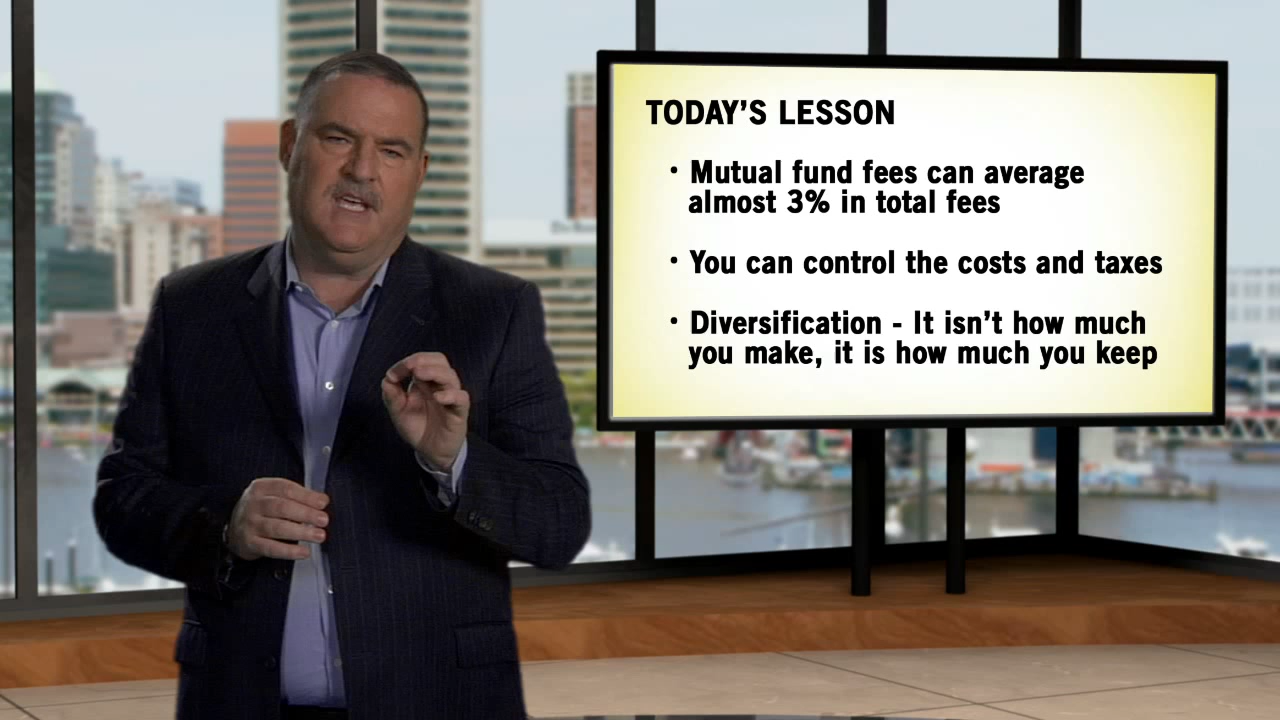 TODAY'S LESSON
· Mutual fund fees can average
almost 3% in total fees
· You can control the costs and taxes
· Diversification - It isn't how much
you make, it is how much you keep